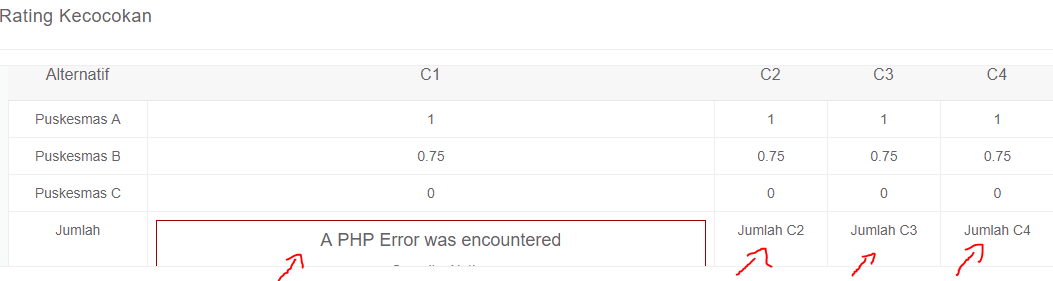 Rating Kecocokan
Alternatif C1 C2 C3 C4
Puskesmas A 1 1 1 1
Puskesmas B 0.75 0.75 0.75 0.75
Puskesmas C 0 0 0 0
Jumlah A PHP Error was encountered Jumlah C2 Jumlah C3 Jumlah C4